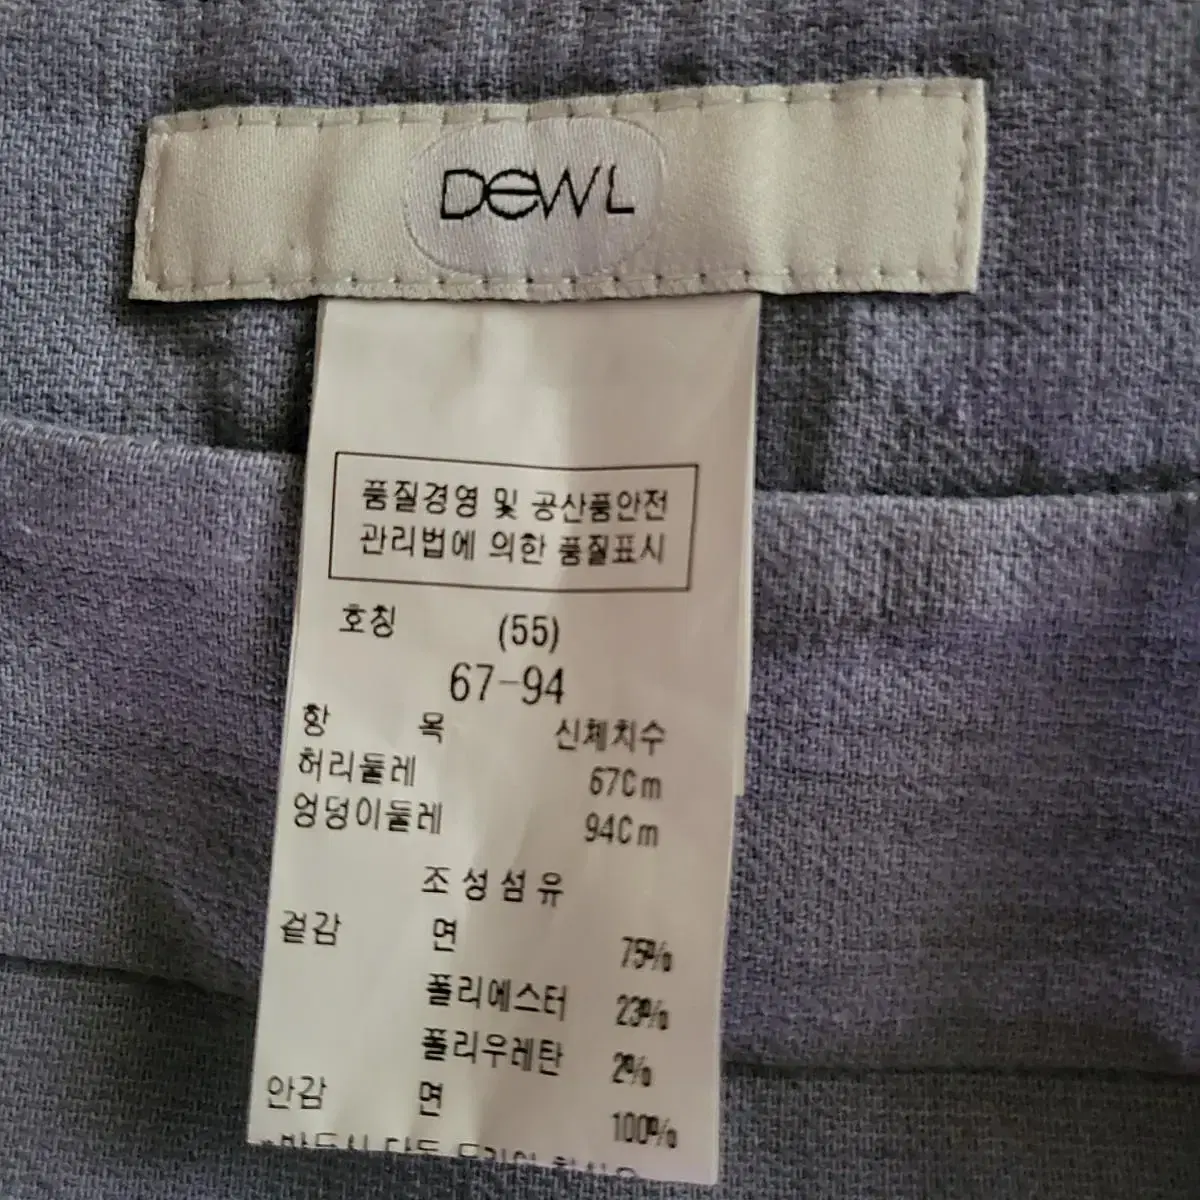 DeWL
품질경영 및 공산품안전
관리법에 의한 품질표시
호칭 (55)
67-94
항 목 신체치수
허리둘레 67Cm
엉덩이둘레 94Cm
조성섬유
겉감 면 75%
폴리에스터 23%
폴리우레탄 2%
안감 면 100%